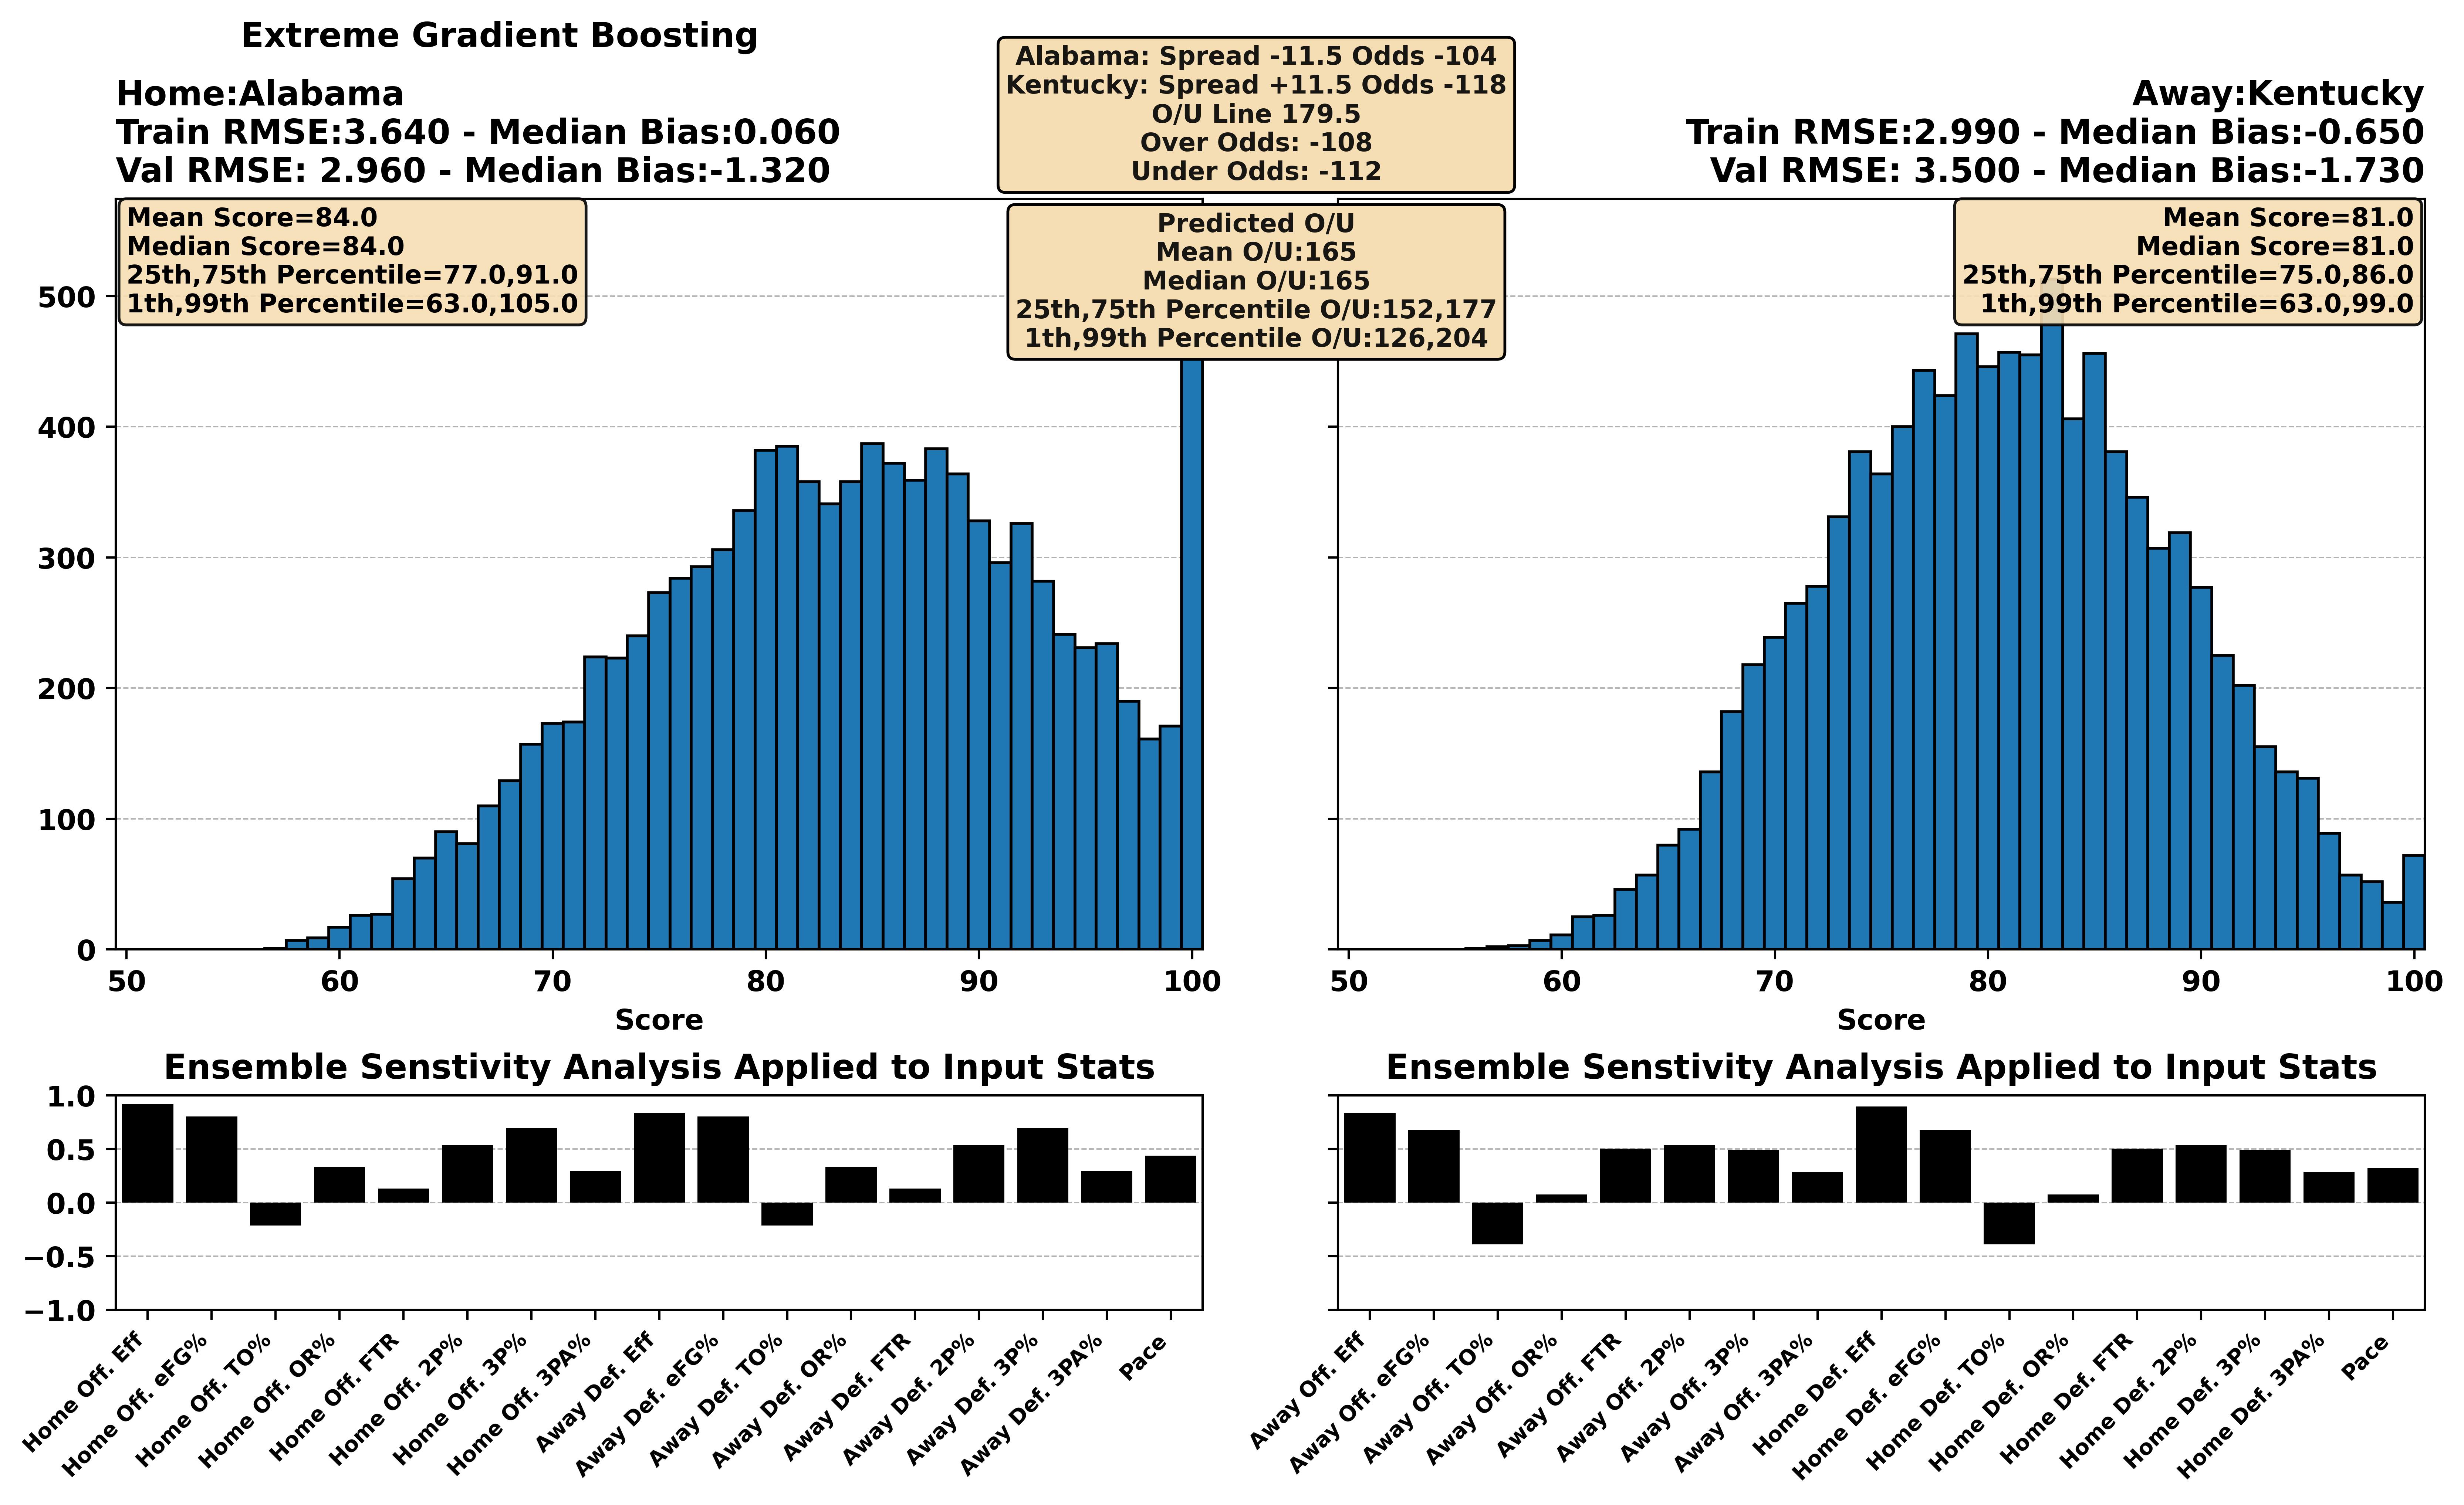 Extreme Gradient Boosting
Home:Alabama
Train RMSE:3.640 - Median Bias:0.060
Val RMSE: 2.960 - Median Bias:-1.320
Alabama: Spread -11.5 Odds -104
Kentucky: Spread +11.5 Odds -118
O/U Line 179.5
Over Odds: -108
Under Odds: -112
Away:Kentucky
Train RMSE:2.990 - Median Bias:-0.650
Val RMSE: 3.500 - Median Bias:-1.730
Mean Score=84.0
Median Score=84.0
25th,75th Percentile=77.0,91.0
1th,99th Percentile=63.0,105.0
Predicted O/U
Mean O/U:165
Median O/U:165
25th,75th Percentile O/U:152,177
1th,99th Percentile O/U:126,204
Mean Score=81.0
Median Score=81.0
25th,75th Percentile=75.0,86.0
1th,99th Percentile=63.0,99.0
500
400
300
200
100
0
50 60 70 80 90 100
Score
50 60 70 80 90 100
Score
Ensemble Senstivity Analysis Applied to Input Stats
1.0
0.5
0.0
−0.5
−1.0
Home Off. Eff
Home Off. eFG%
Home Off. TO%
Home Off. OR%
Home Off. FTR
Home Off. 2P%
Home Off. 3P%
Home Off. 3PA%
Away Def. Eff
Away Def. eFG%
Away Def. TO%
Away Def. OR%
Away Def. FTR
Away Def. 2P%
Away Def. 3P%
Away Def. 3PA%
Pace
Ensemble Senstivity Analysis Applied to Input Stats
Away Off. Eff
Away Off. eFG%
Away Off. TO%
Away Off. OR%
Away Off. FTR
Away Off. 2P%
Away Off. 3P%
Away Off. 3PA%
Home Def. Eff
Home Def. eFG%
Home Def. TO%
Home Def. OR%
Home Def. FTR
Home Def. 2P%
Home Def. 3P%
Home Def. 3PA%
Pace